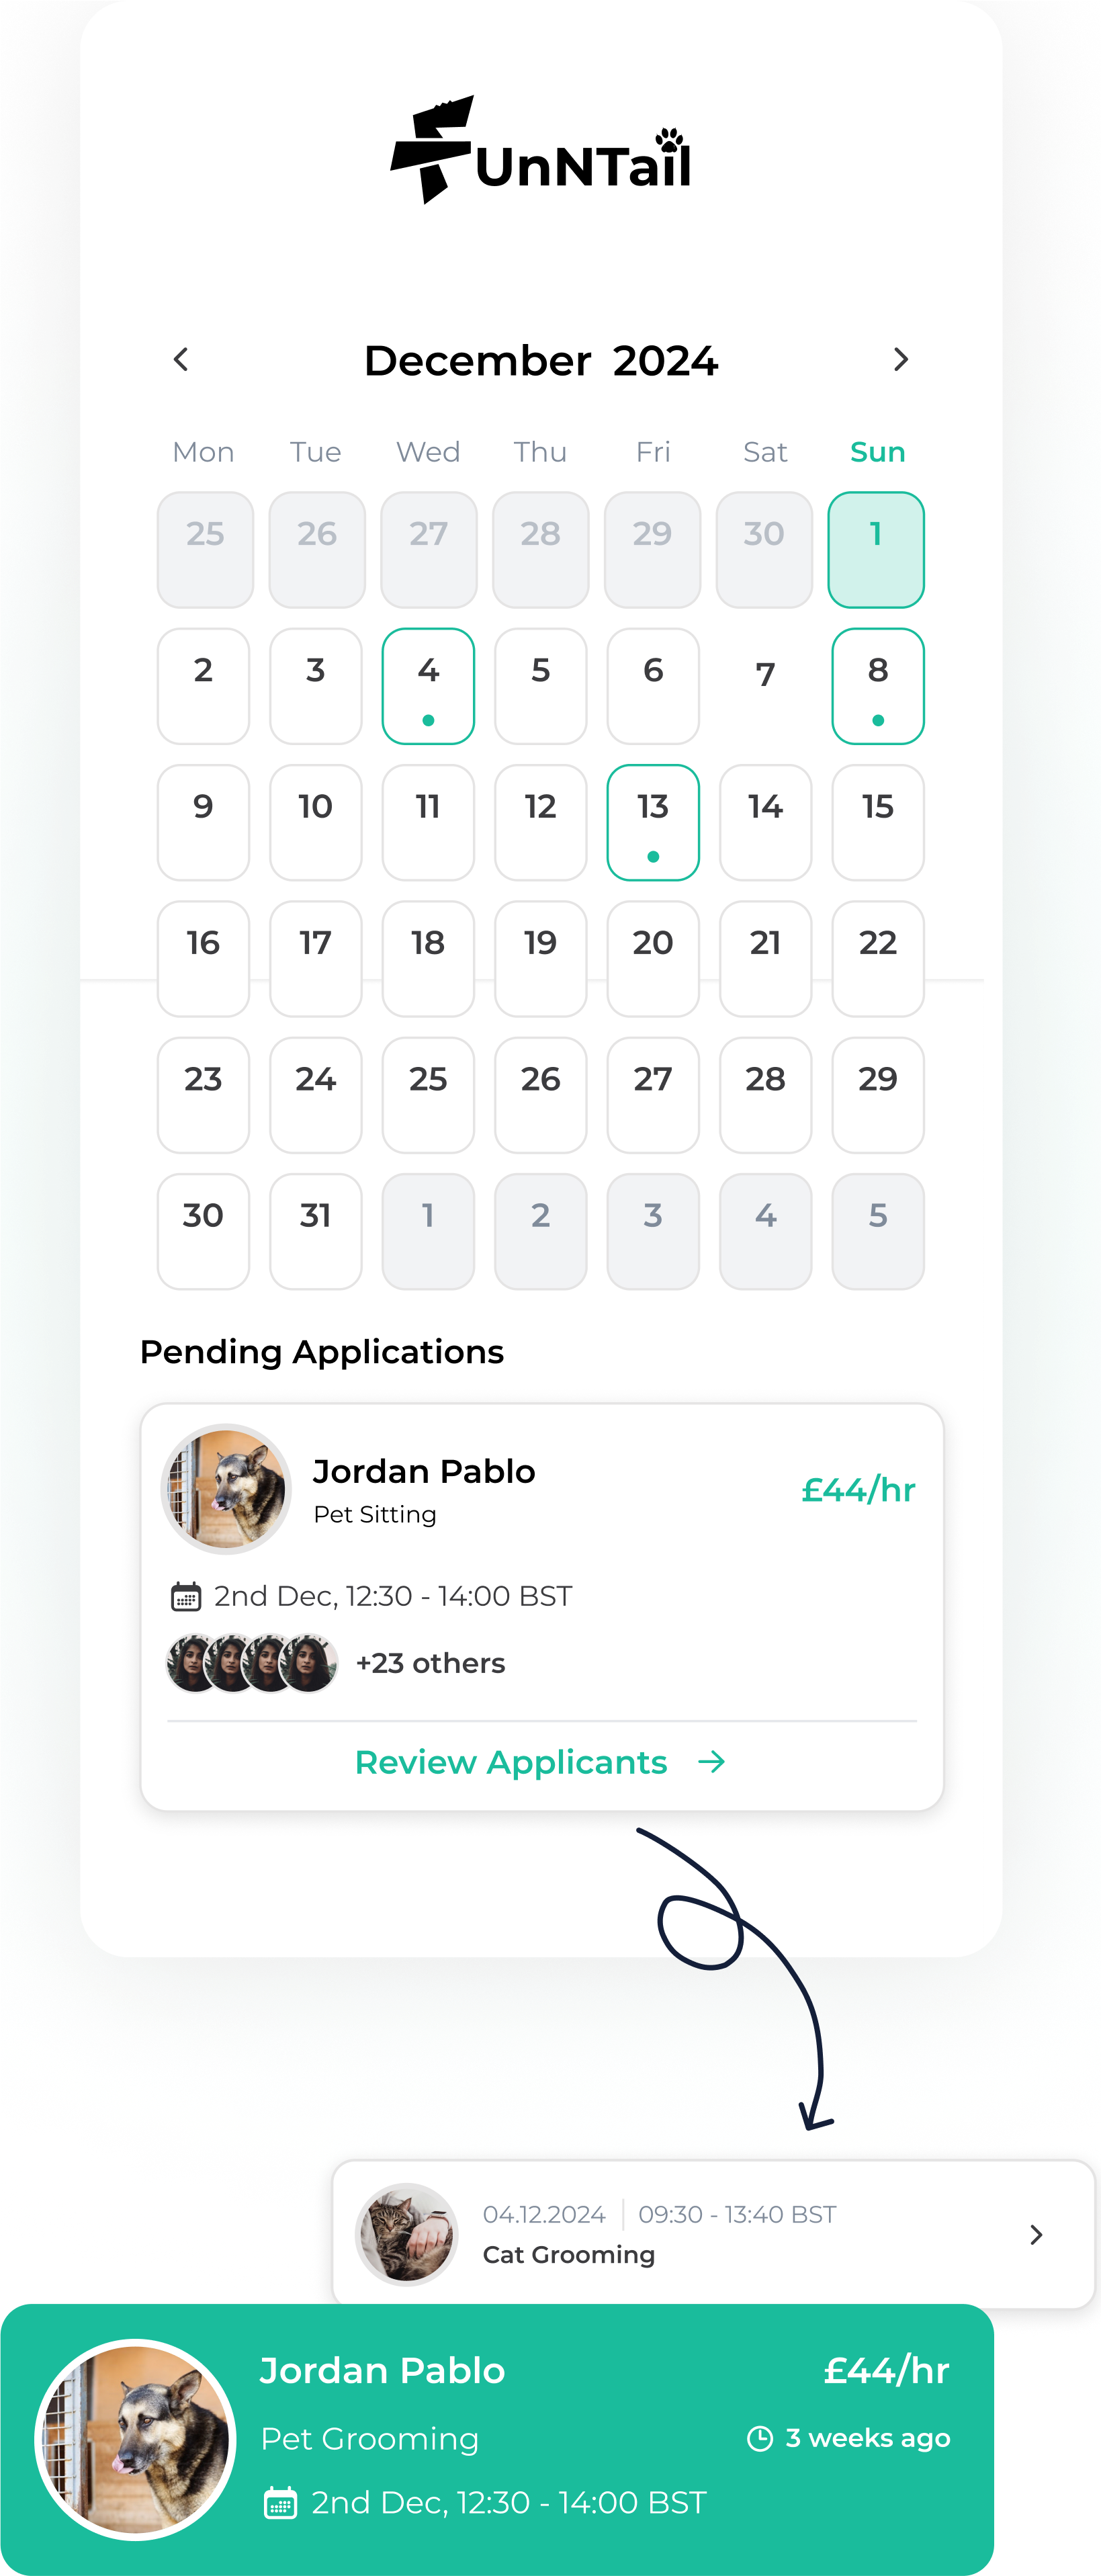 FUnNTail
December 2024
Mon Tue Wed Thu Fri Sat Sun
25 26 27 28 29 30 1
2 3 4 5 6 7 8
9 10 11 12 13 14 15
16 17 18 19 20 21 22
23 24 25 26 27 28 29
30 31 1 2 3 4 5
Pending Applications
Jordan Pablo
£44/hr
Pet Sitting
2nd Dec, 12:30 - 14:00 BST
+23 others
Review Applicants
04.12.2024 09:30 - 13:40 BST
Cat Grooming
Jordan Pablo £44/hr
Pet Grooming 3 weeks ago
2nd Dec, 12:30 - 14:00 BST